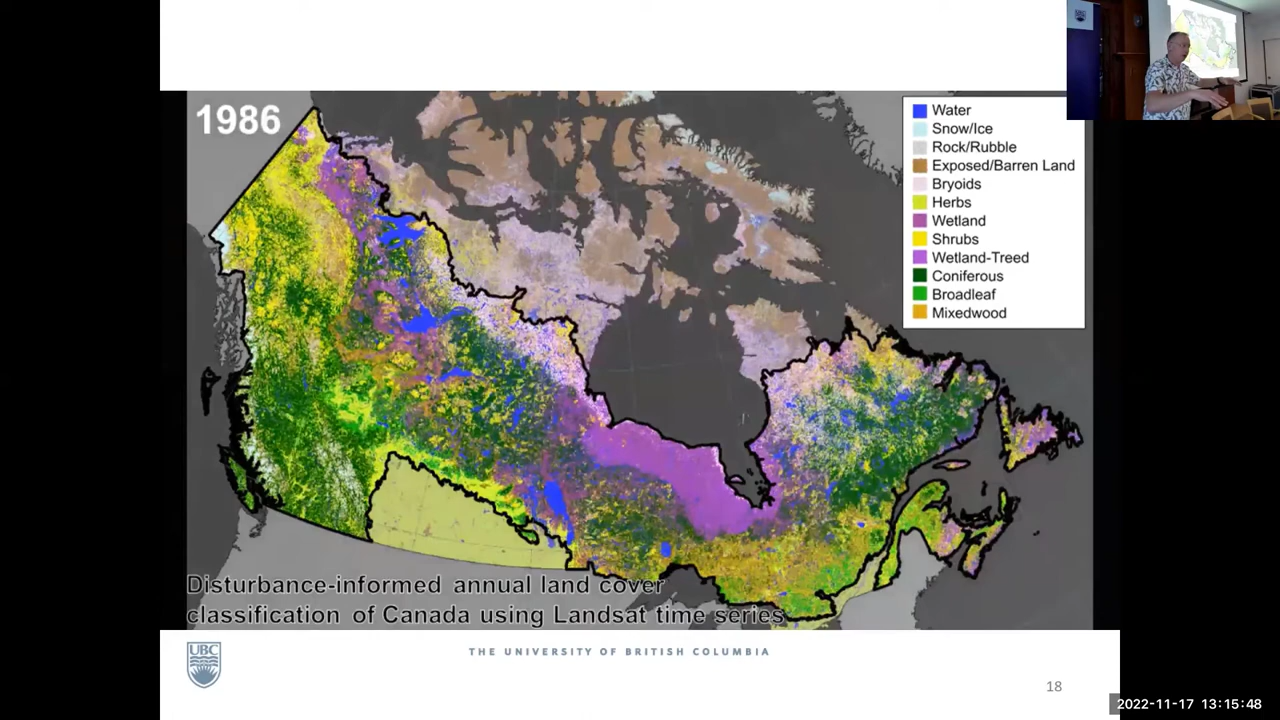 1986
Water
Snow/Ice
Rock/Rubble
Exposed/Barren Land
Bryoids
Herbs
Wetland
Shrubs
Wetland-Treed
Coniferous
Broadleaf
Mixedwood
Disturbance-informed annual land cover
classification of Canada using Landsat time series
UBC
THE UNIVERSITY OF BRITISH COLUMBIA
18
2022-11-17 13:15:48